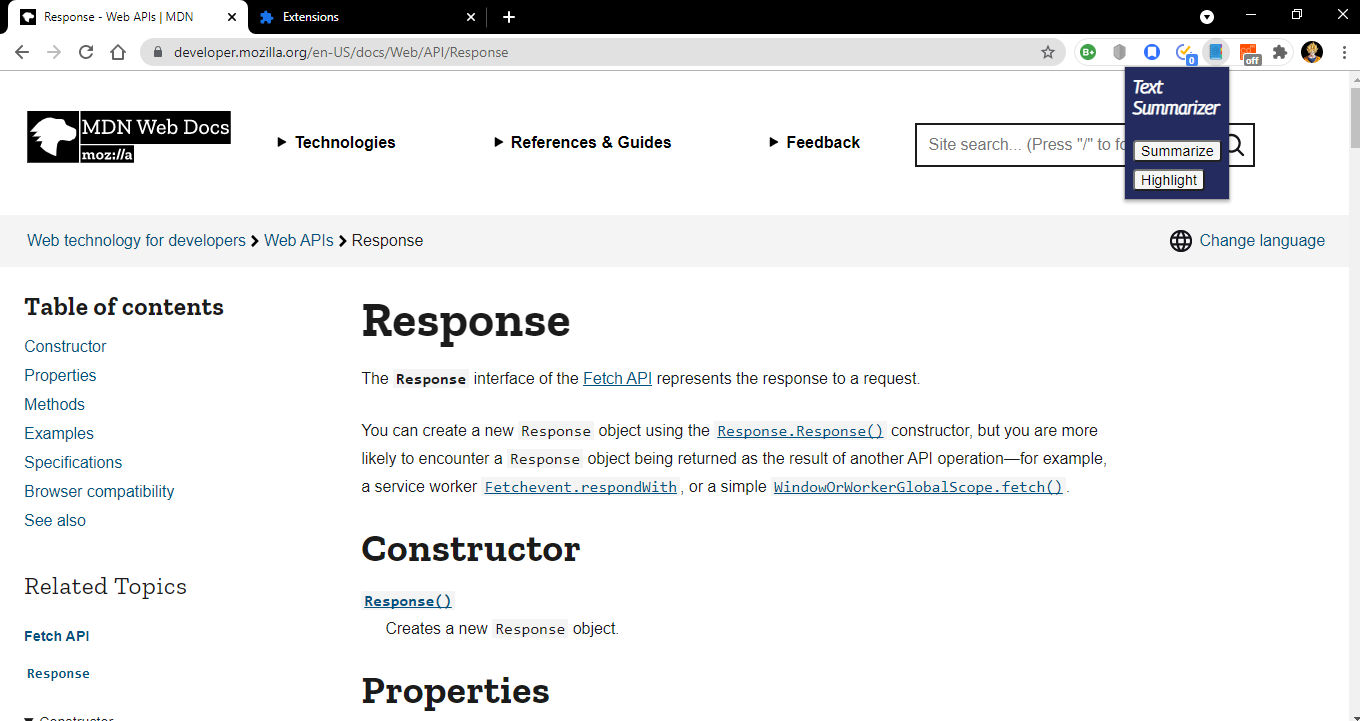 Response - Web APIs | MDN
Extensions
developer.mozilla.org/en-US/docs/Web/API/Response
B+
0
off
Text
Summarizer
Summarize
Highlight
MDN Web Docs
moz://a
Technologies
References & Guides
Feedback
Site search... (Press "/" to fo
Web technology for developers > Web APIs > Response
Change language
Table of contents
Constructor
Properties
Methods
Examples
Specifications
Browser compatibility
See also
Related Topics
Fetch API
Response
Constructor
Response
The Response interface of the Fetch API represents the response to a request.
You can create a new Response object using the Response.Response() constructor, but you are more
likely to encounter a Response object being returned as the result of another API operation—for example,
a service worker Fetchevent.respondWith, or a simple WindowOrWorkerGlobalScope.fetch().
Constructor
Response()
Creates a new Response object.
Properties